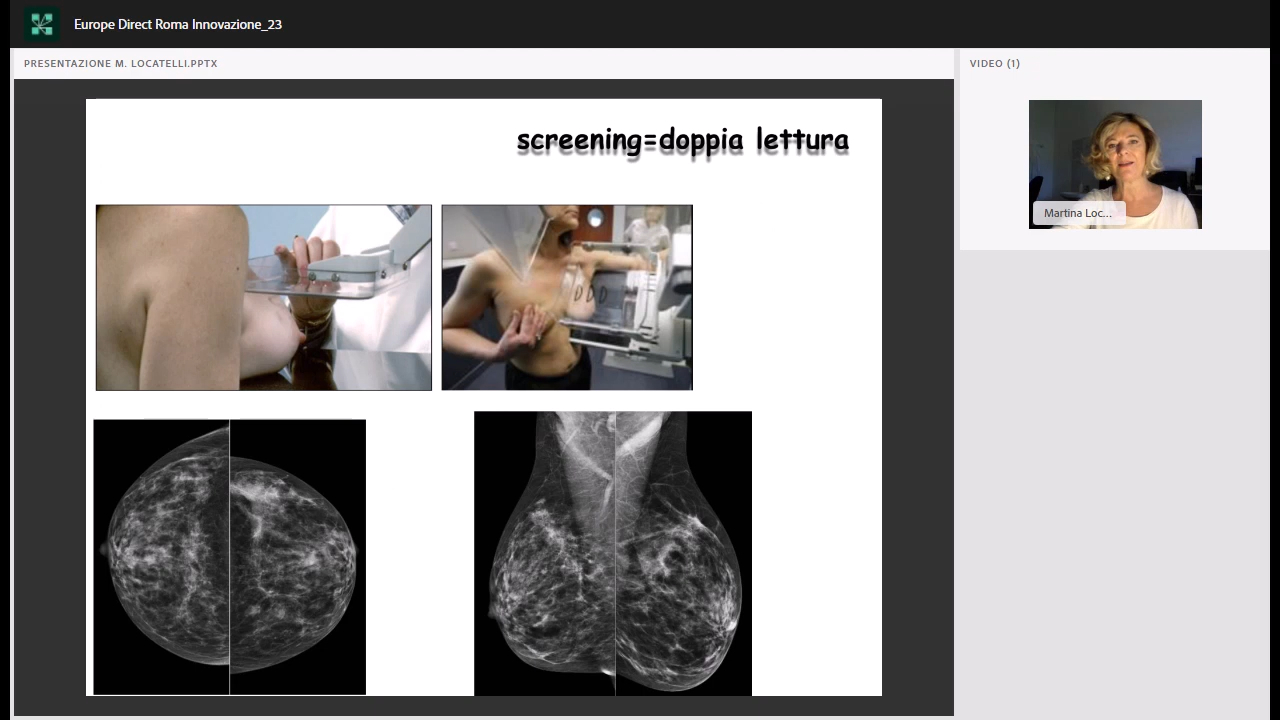 Europe Direct Roma Innovazione_23
PRESENTAZIONE M. LOCATELLI.PPTX
VIDEO (1)
screening=doppia lettura
Martina Loc...